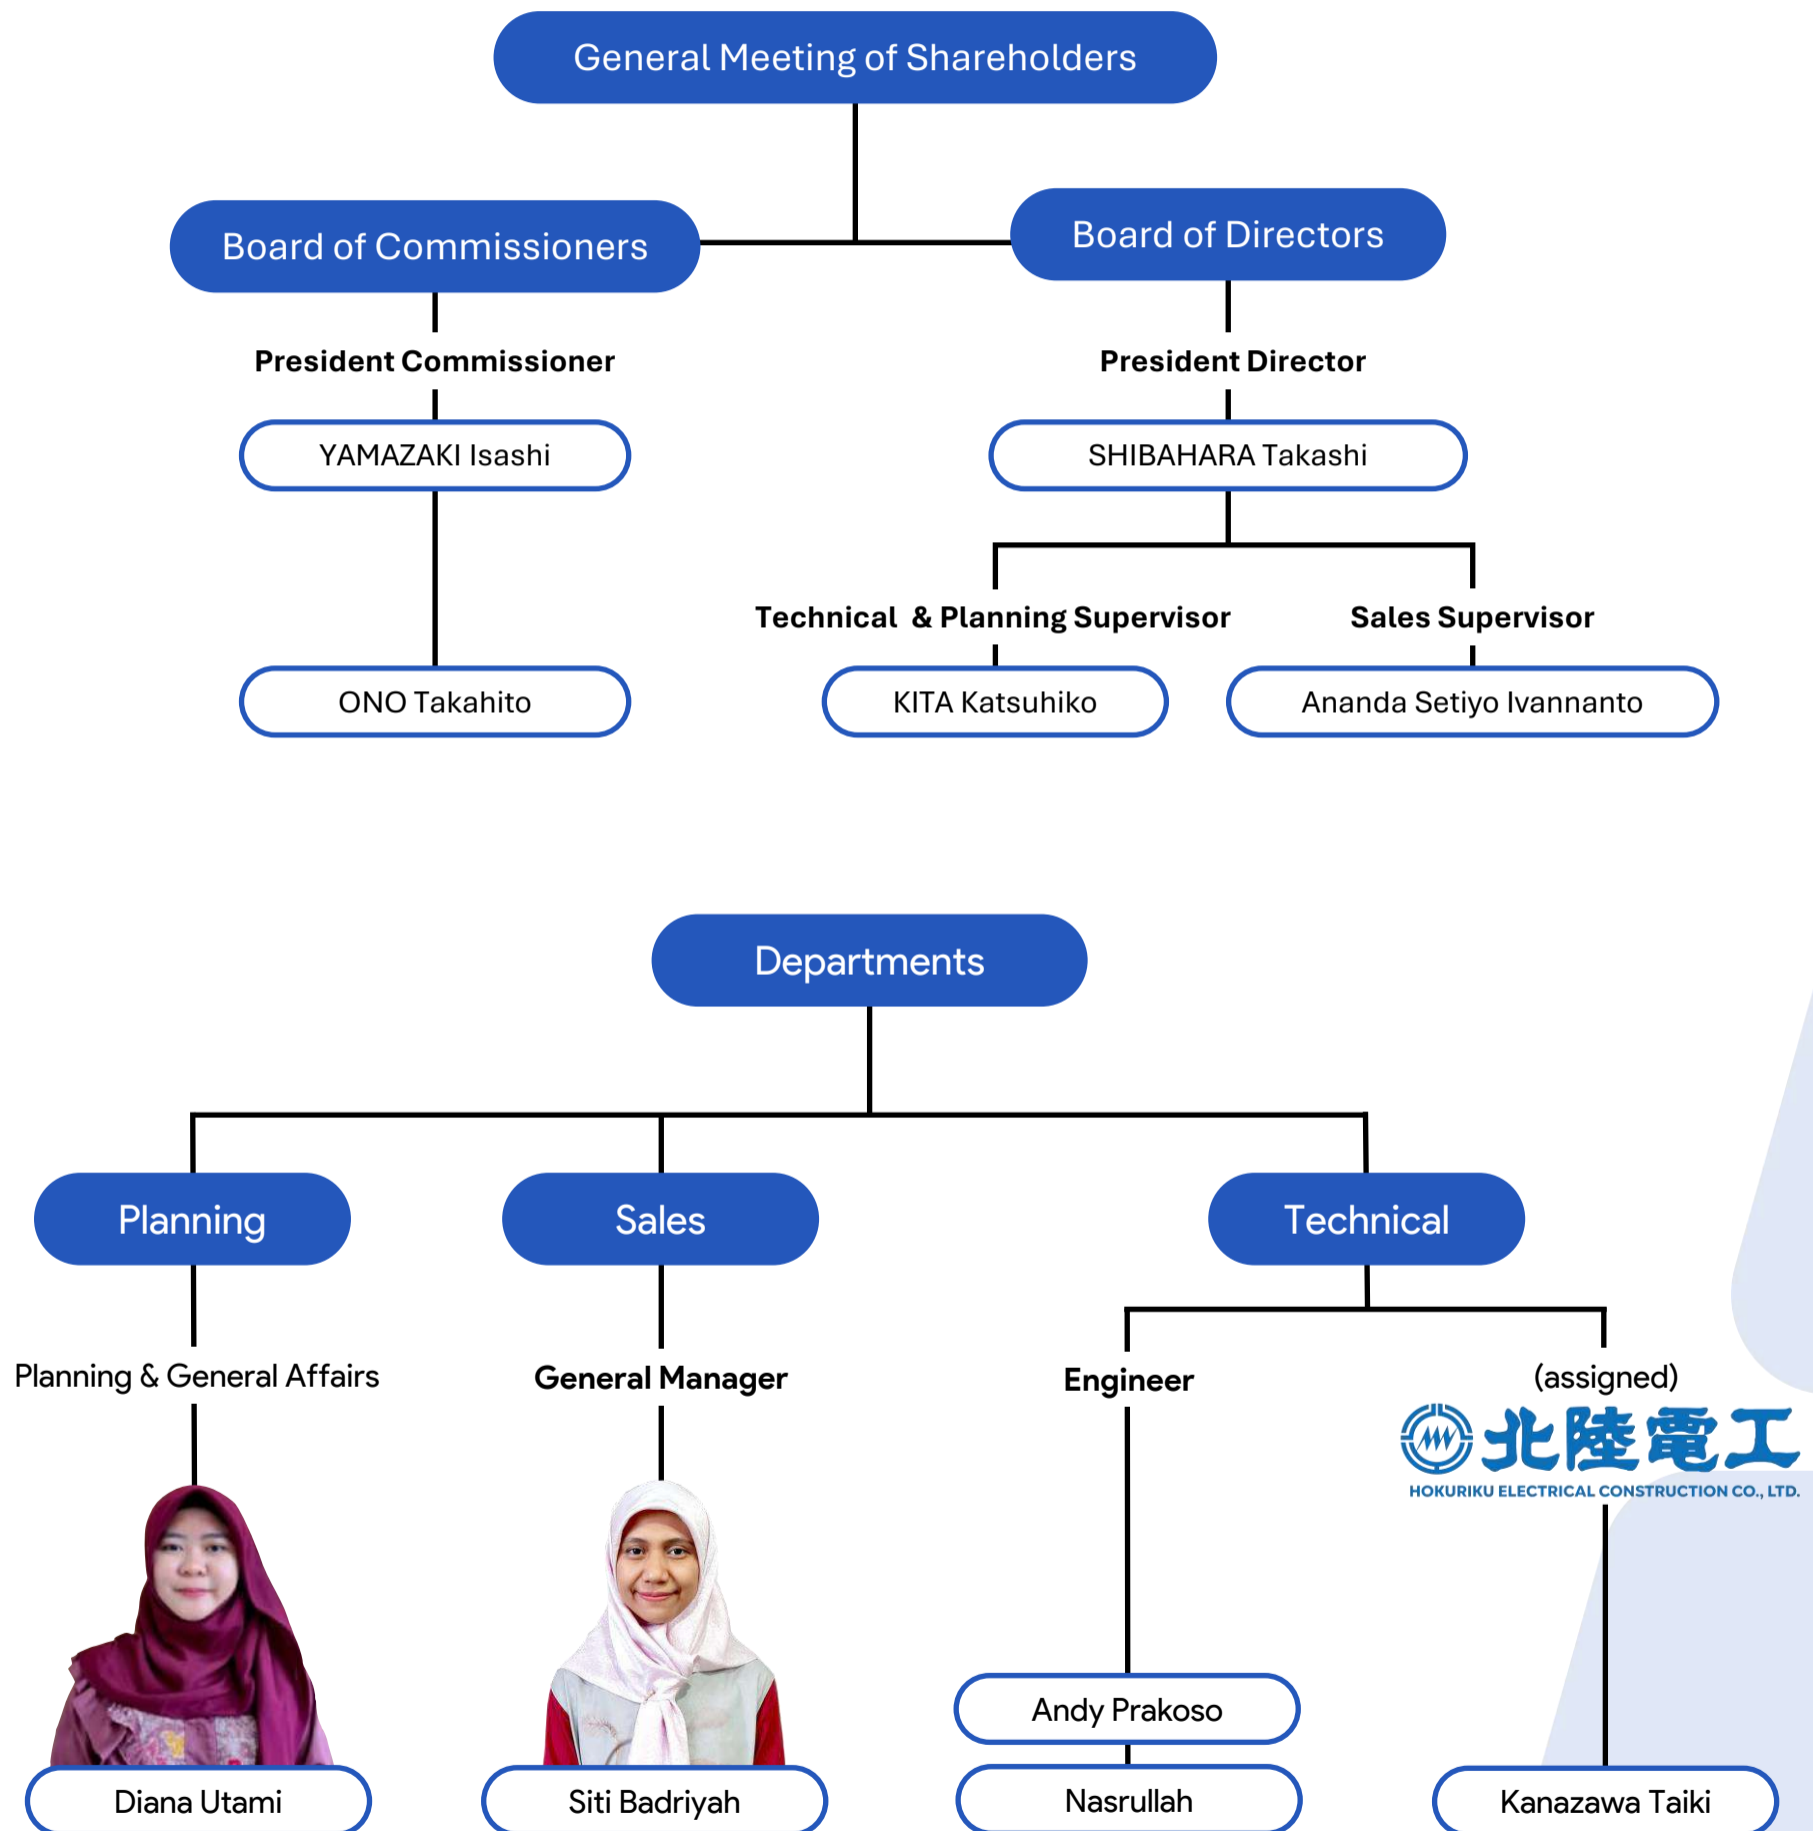 General Meeting of Shareholders
Board of Commissioners
Board of Directors
President Commissioner
President Director
YAMAZAKI Isashi
SHIBAHARA Takashi
Technical & Planning Supervisor
Sales Supervisor
ONO Takahito
KITA Katsuhiko
Ananda Setiyo Ivannanto
Departments
Planning
Sales
Technical
Planning & General Affairs
General Manager
Engineer
(assigned)
北陸電工
HOKURIKU ELECTRICAL CONSTRUCTION CO., LTD.
Andy Prakoso
Diana Utami
Siti Badriyah
Nasrullah
Kanazawa Taiki